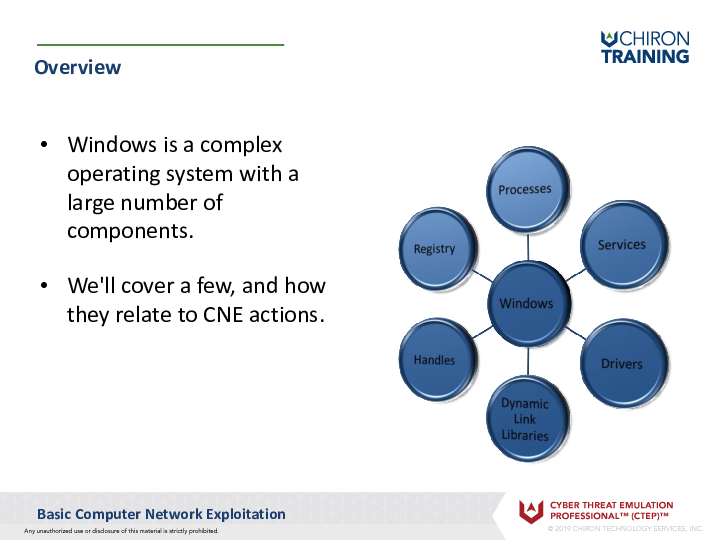 CHIRON
TRAINING
Overview
• Windows is a complex
operating system with a
large number of
components.
• We'll cover a few, and how
they relate to CNE actions.
Processes
Registry
Services
Windows
Handles
Drivers
Dynamic
Link
Libraries
Basic Computer Network Exploitation
Any unauthorized use or disclosure of this material is strictly prohibited.
CYBER THREAT EMULATION
PROFESSIONAL™ (CTEP)™
© 2019 CHIRON TECHNOLOGY SERVICES, INC.